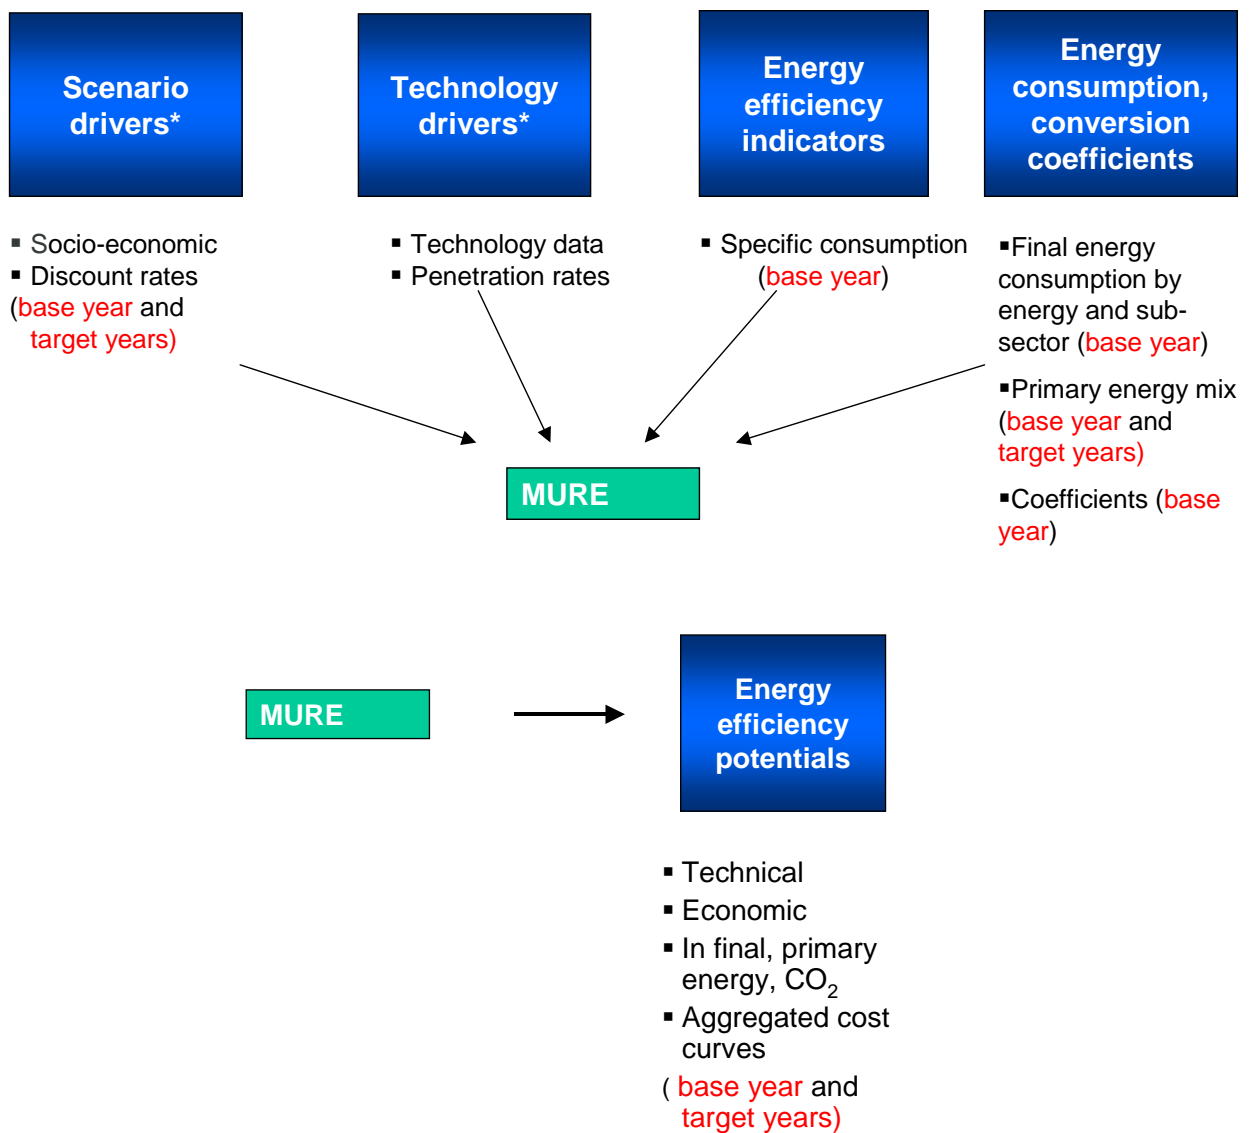 Scenario
drivers*
Technology
drivers*
Energy
efficiency
indicators
Energy
consumption,
conversion
coefficients
▪ Socio-economic
▪ Discount rates
(base year and
target years)
▪ Technology data
▪ Penetration rates
▪ Specific consumption
(base year)
▪Final energy
consumption by
energy and sub-
sector (base year)
▪Primary energy mix
(base year and
target years)
▪Coefficients (base
year)
MURE
MURE
Energy
efficiency
potentials
▪ Technical
▪ Economic
▪ In final, primary
energy, CO₂
▪ Aggregated cost
curves
( base year and
target years)